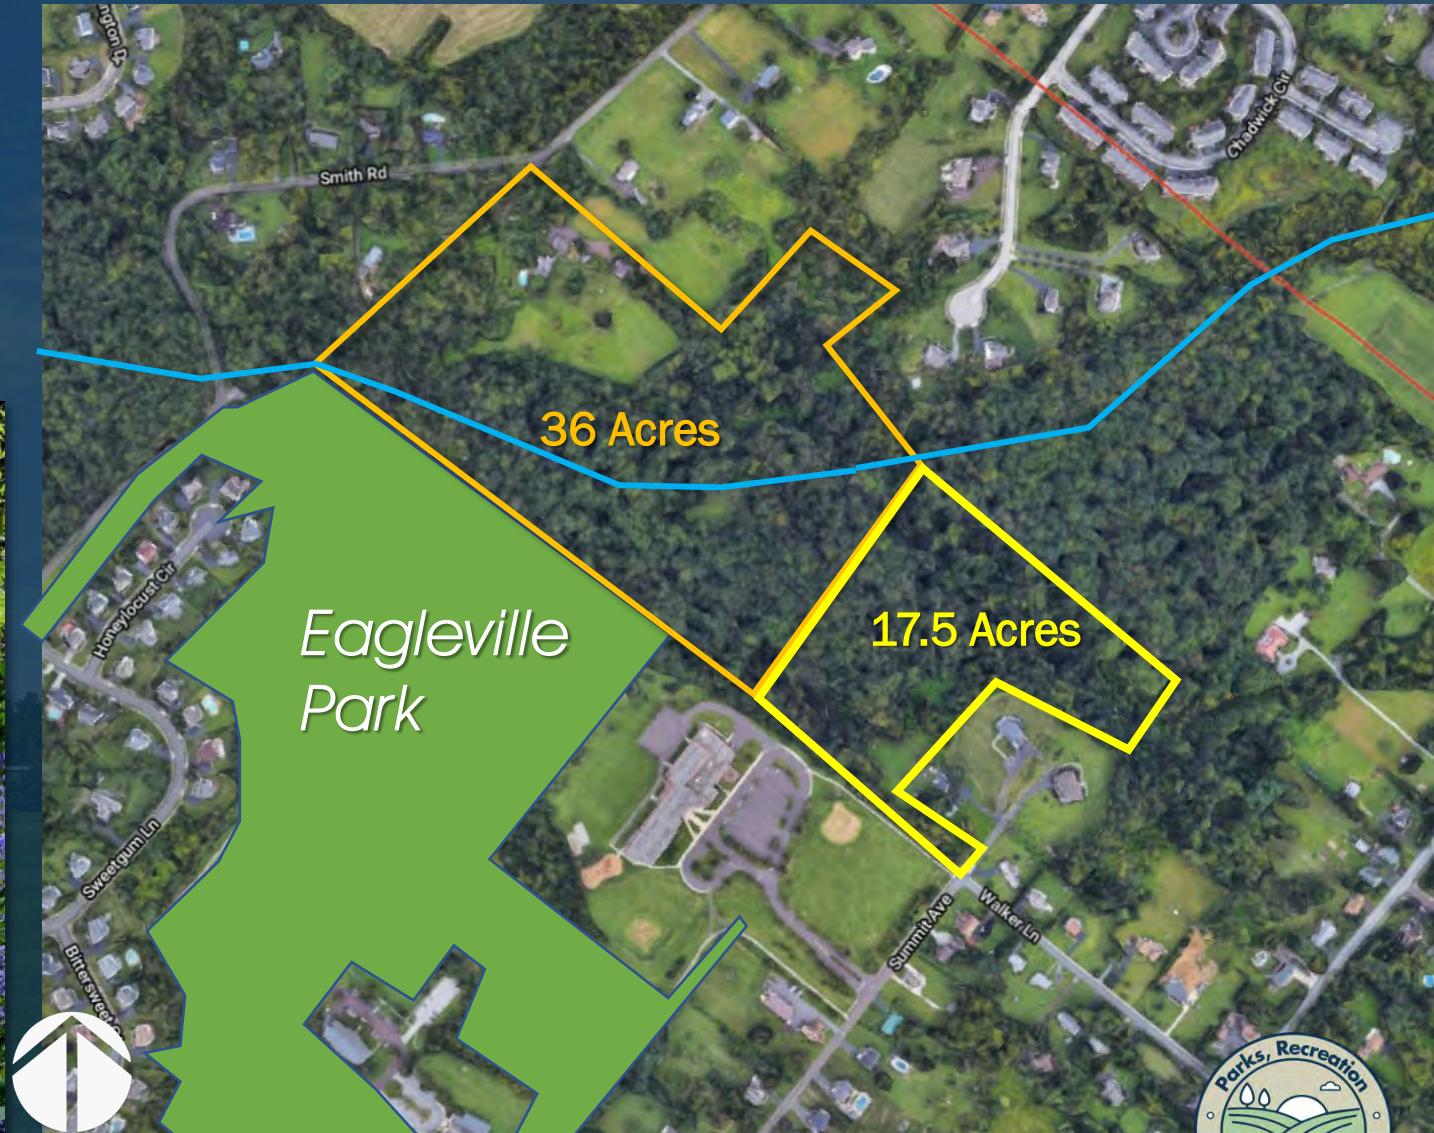 ngton D
Chadwick Cir
Smith Rd
36 Acres
17.5 Acres
Honeylocust Cir
Eagleville
Park
Sweetgum Ln
Summit Ave
Walker Ln
Bittersweet
Parks, Recreation